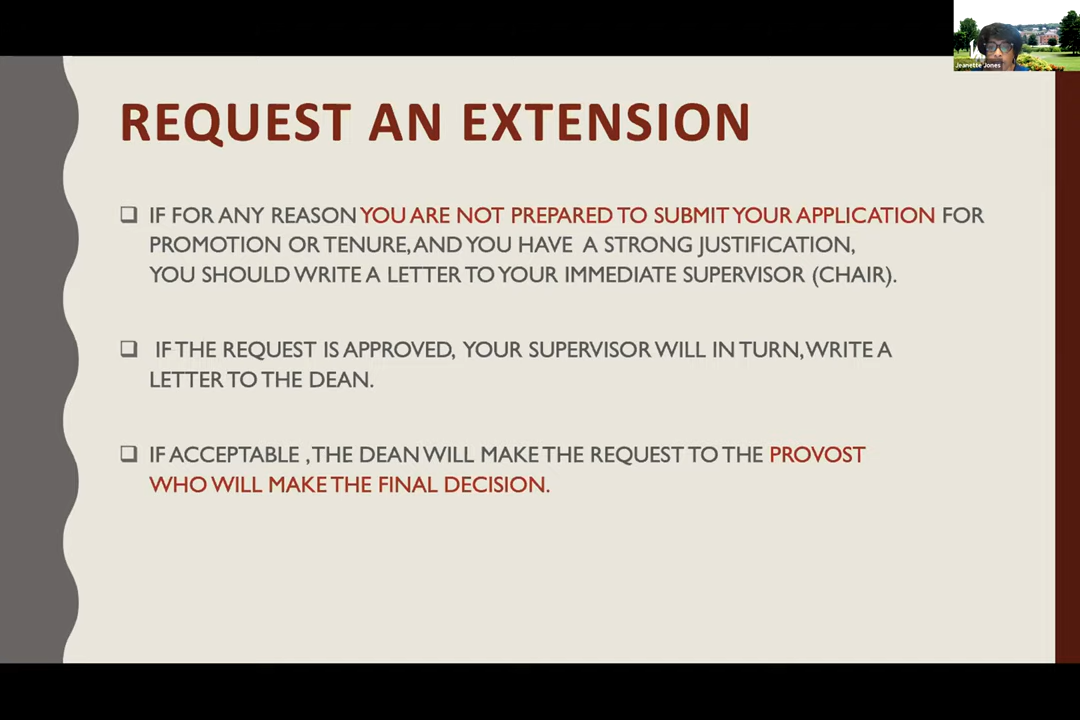 Jeanette Jones
REQUEST AN EXTENSION
❑ IF FOR ANY REASON YOU ARE NOT PREPARED TO SUBMIT YOUR APPLICATION FOR
PROMOTION OR TENURE, AND YOU HAVE A STRONG JUSTIFICATION,
YOU SHOULD WRITE A LETTER TO YOUR IMMEDIATE SUPERVISOR (CHAIR).
❑ IF THE REQUEST IS APPROVED, YOUR SUPERVISOR WILL IN TURN, WRITE A
LETTER TO THE DEAN.
❑ IF ACCEPTABLE , THE DEAN WILL MAKE THE REQUEST TO THE PROVOST
WHO WILL MAKE THE FINAL DECISION.